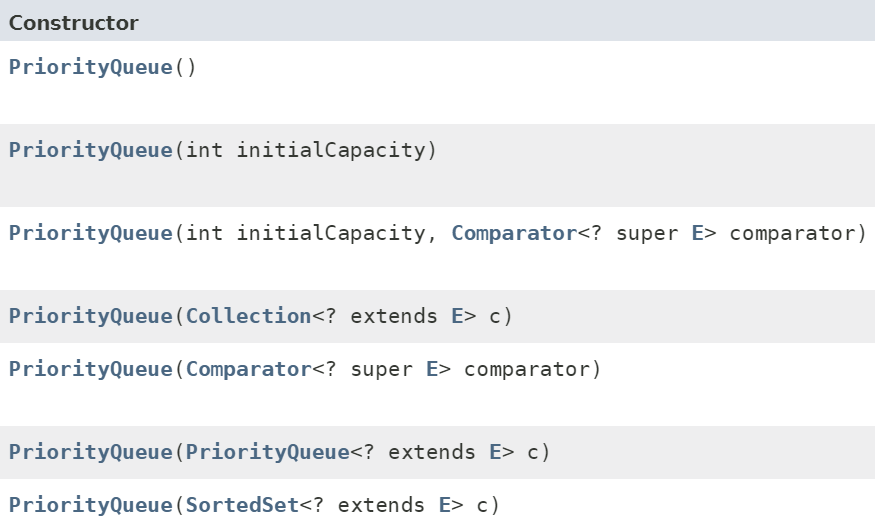 Constructor
PriorityQueue()
PriorityQueue(int initialCapacity)
PriorityQueue(int initialCapacity, Comparator<? super E> comparator)
PriorityQueue(Collection<? extends E> c)
PriorityQueue(Comparator<? super E> comparator)
PriorityQueue(PriorityQueue<? extends E> c)
PriorityQueue(SortedSet<? extends E> c)